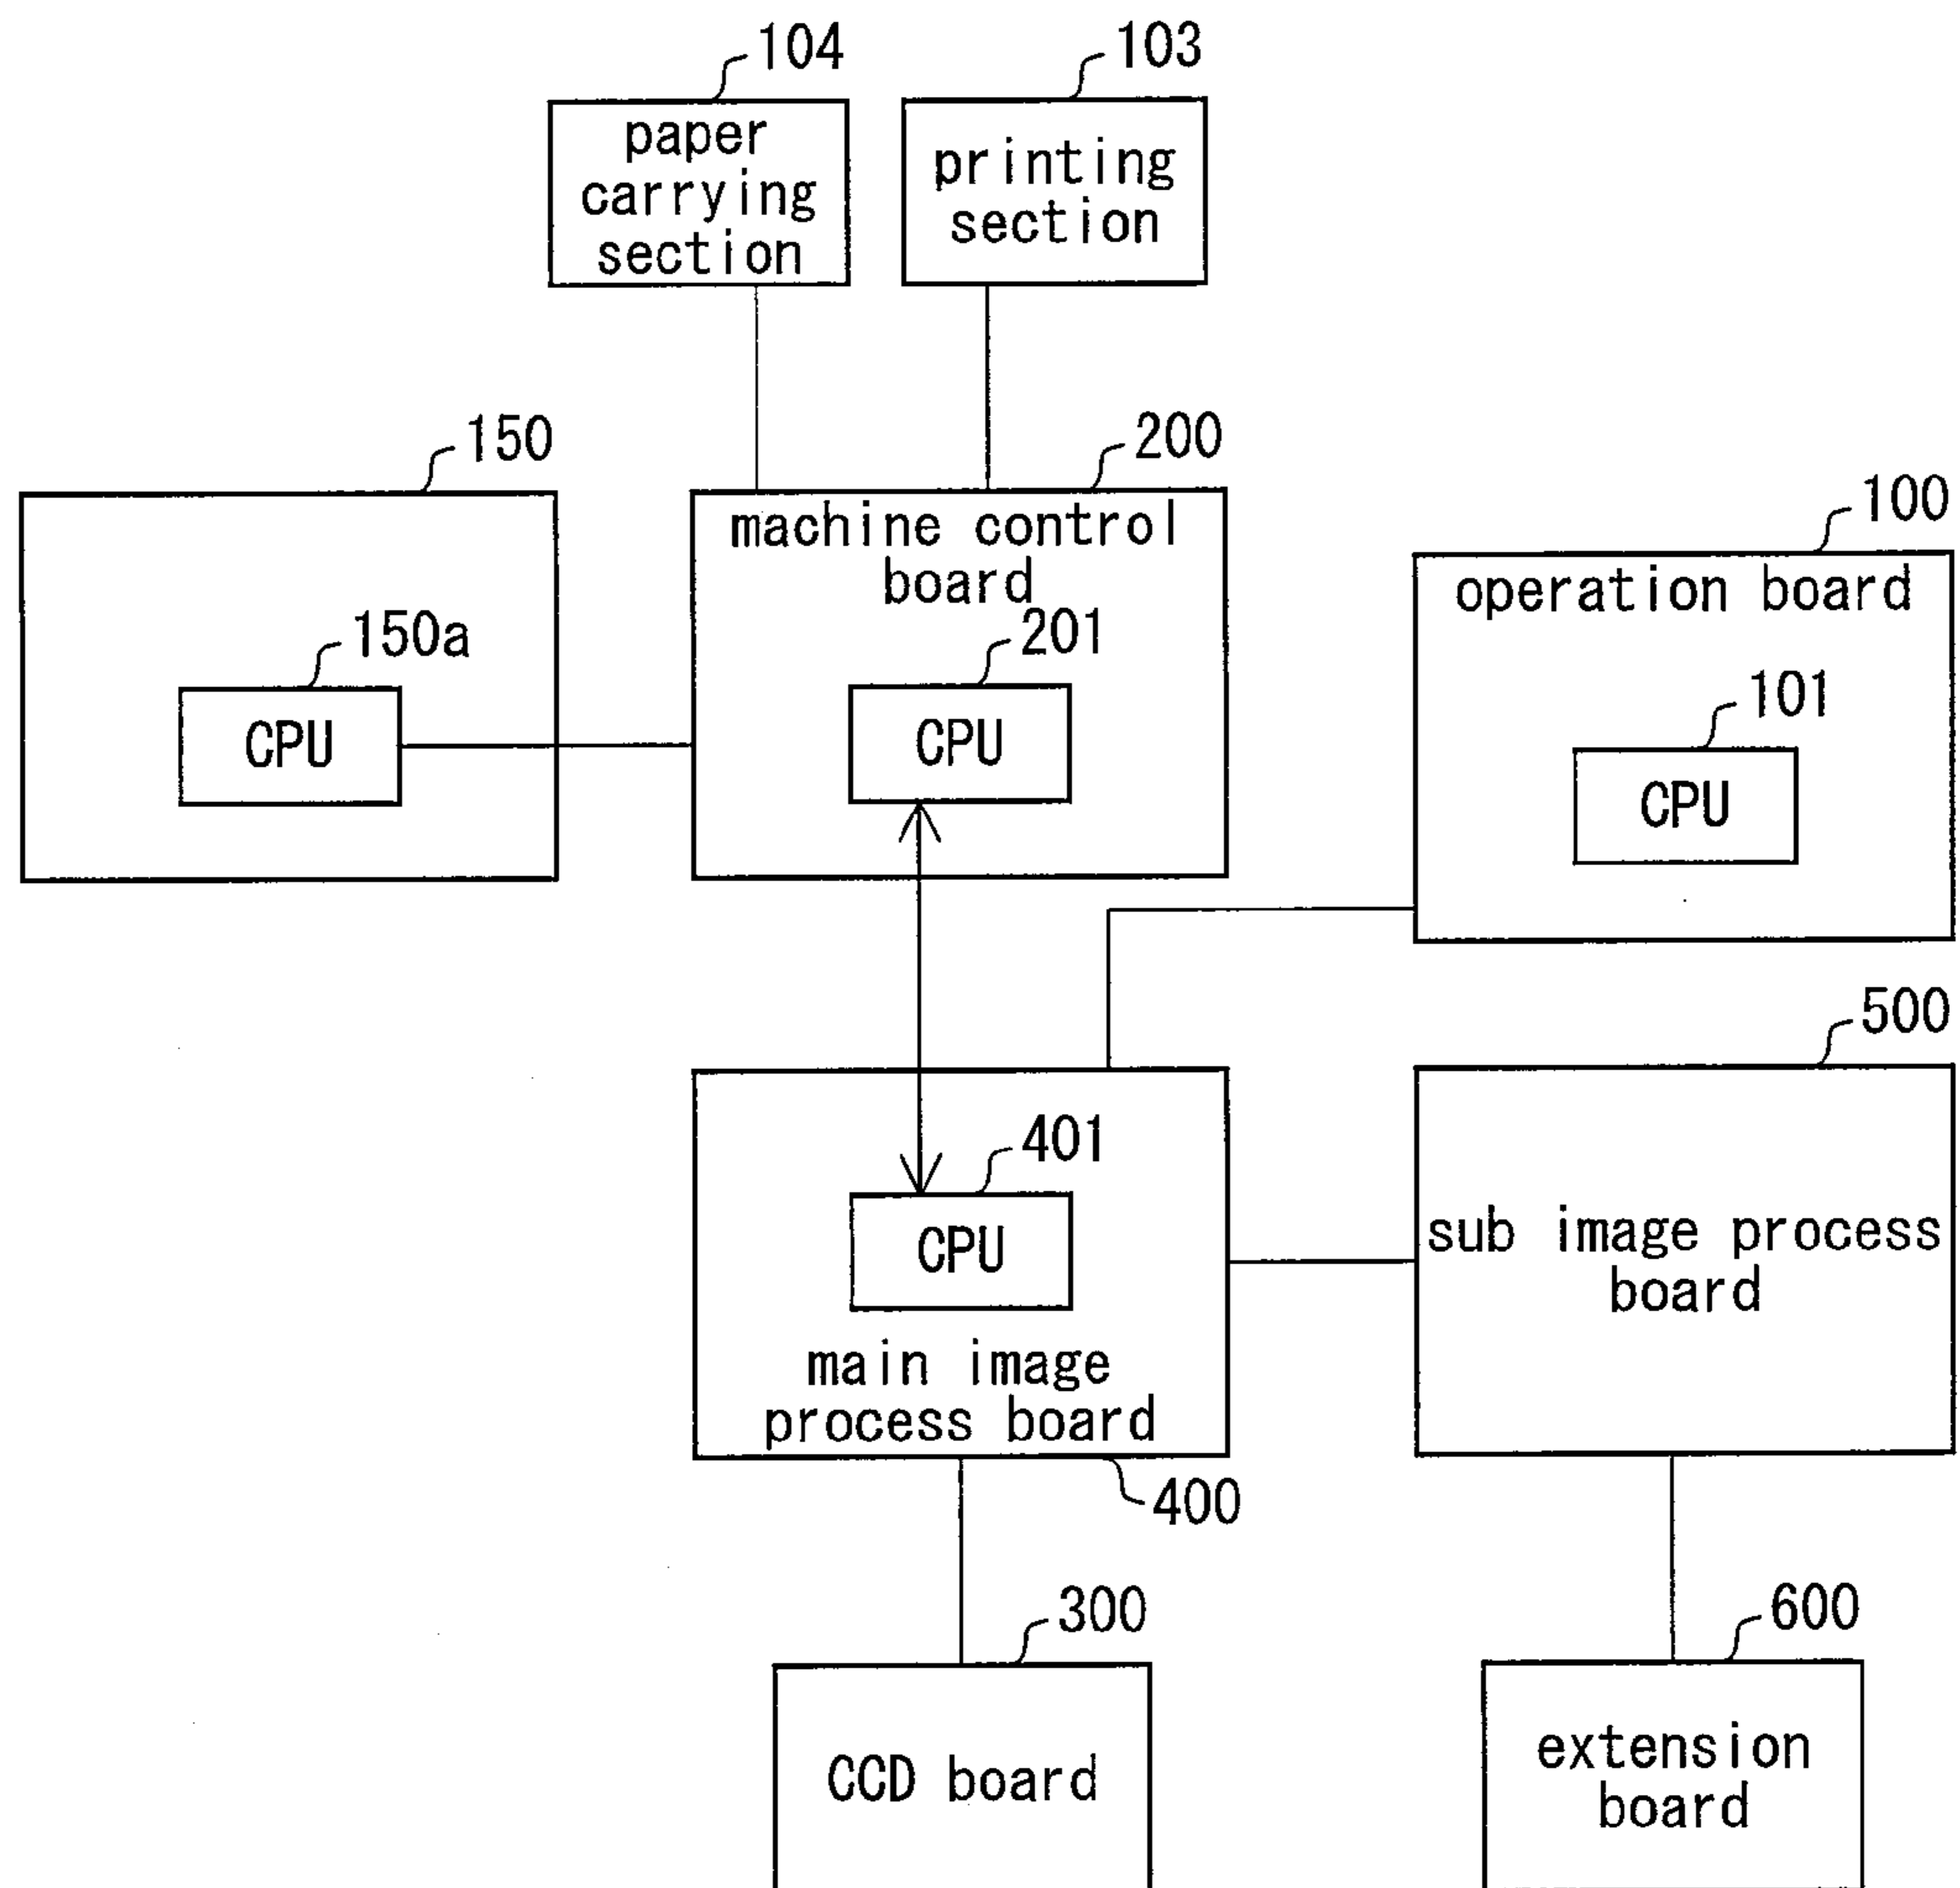 104
103
paper
carrying
section
printing
section
150
200
100
machine control
board
operation board
150a
201
101
CPU
CPU
CPU
500
401
CPU
sub image process
board
main image
process board
400
300
600
CCD board
extension
board